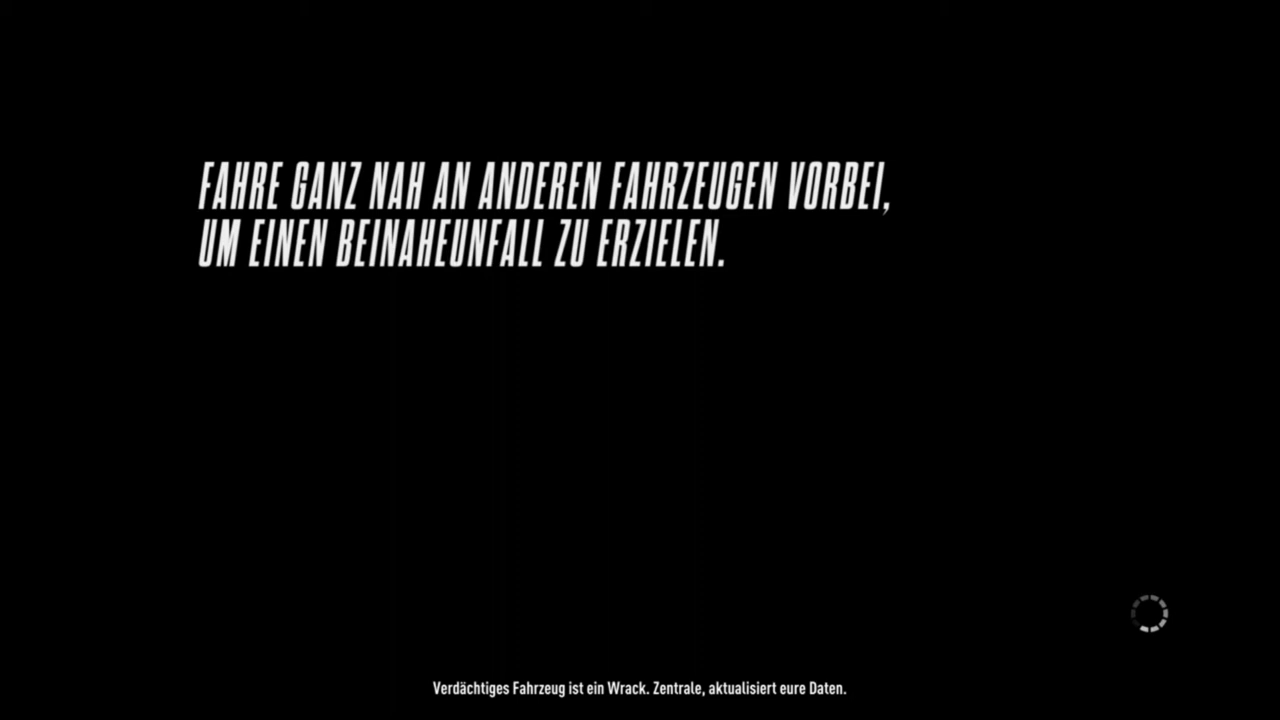 FAHRE GANZ NAH AN ANDEREN FAHRZEUGEN VORBEI,
UM EINEN BEINAHEUNFALL ZU ERZIELEN.
Verdächtiges Fahrzeug ist ein Wrack. Zentrale, aktualisiert eure Daten.